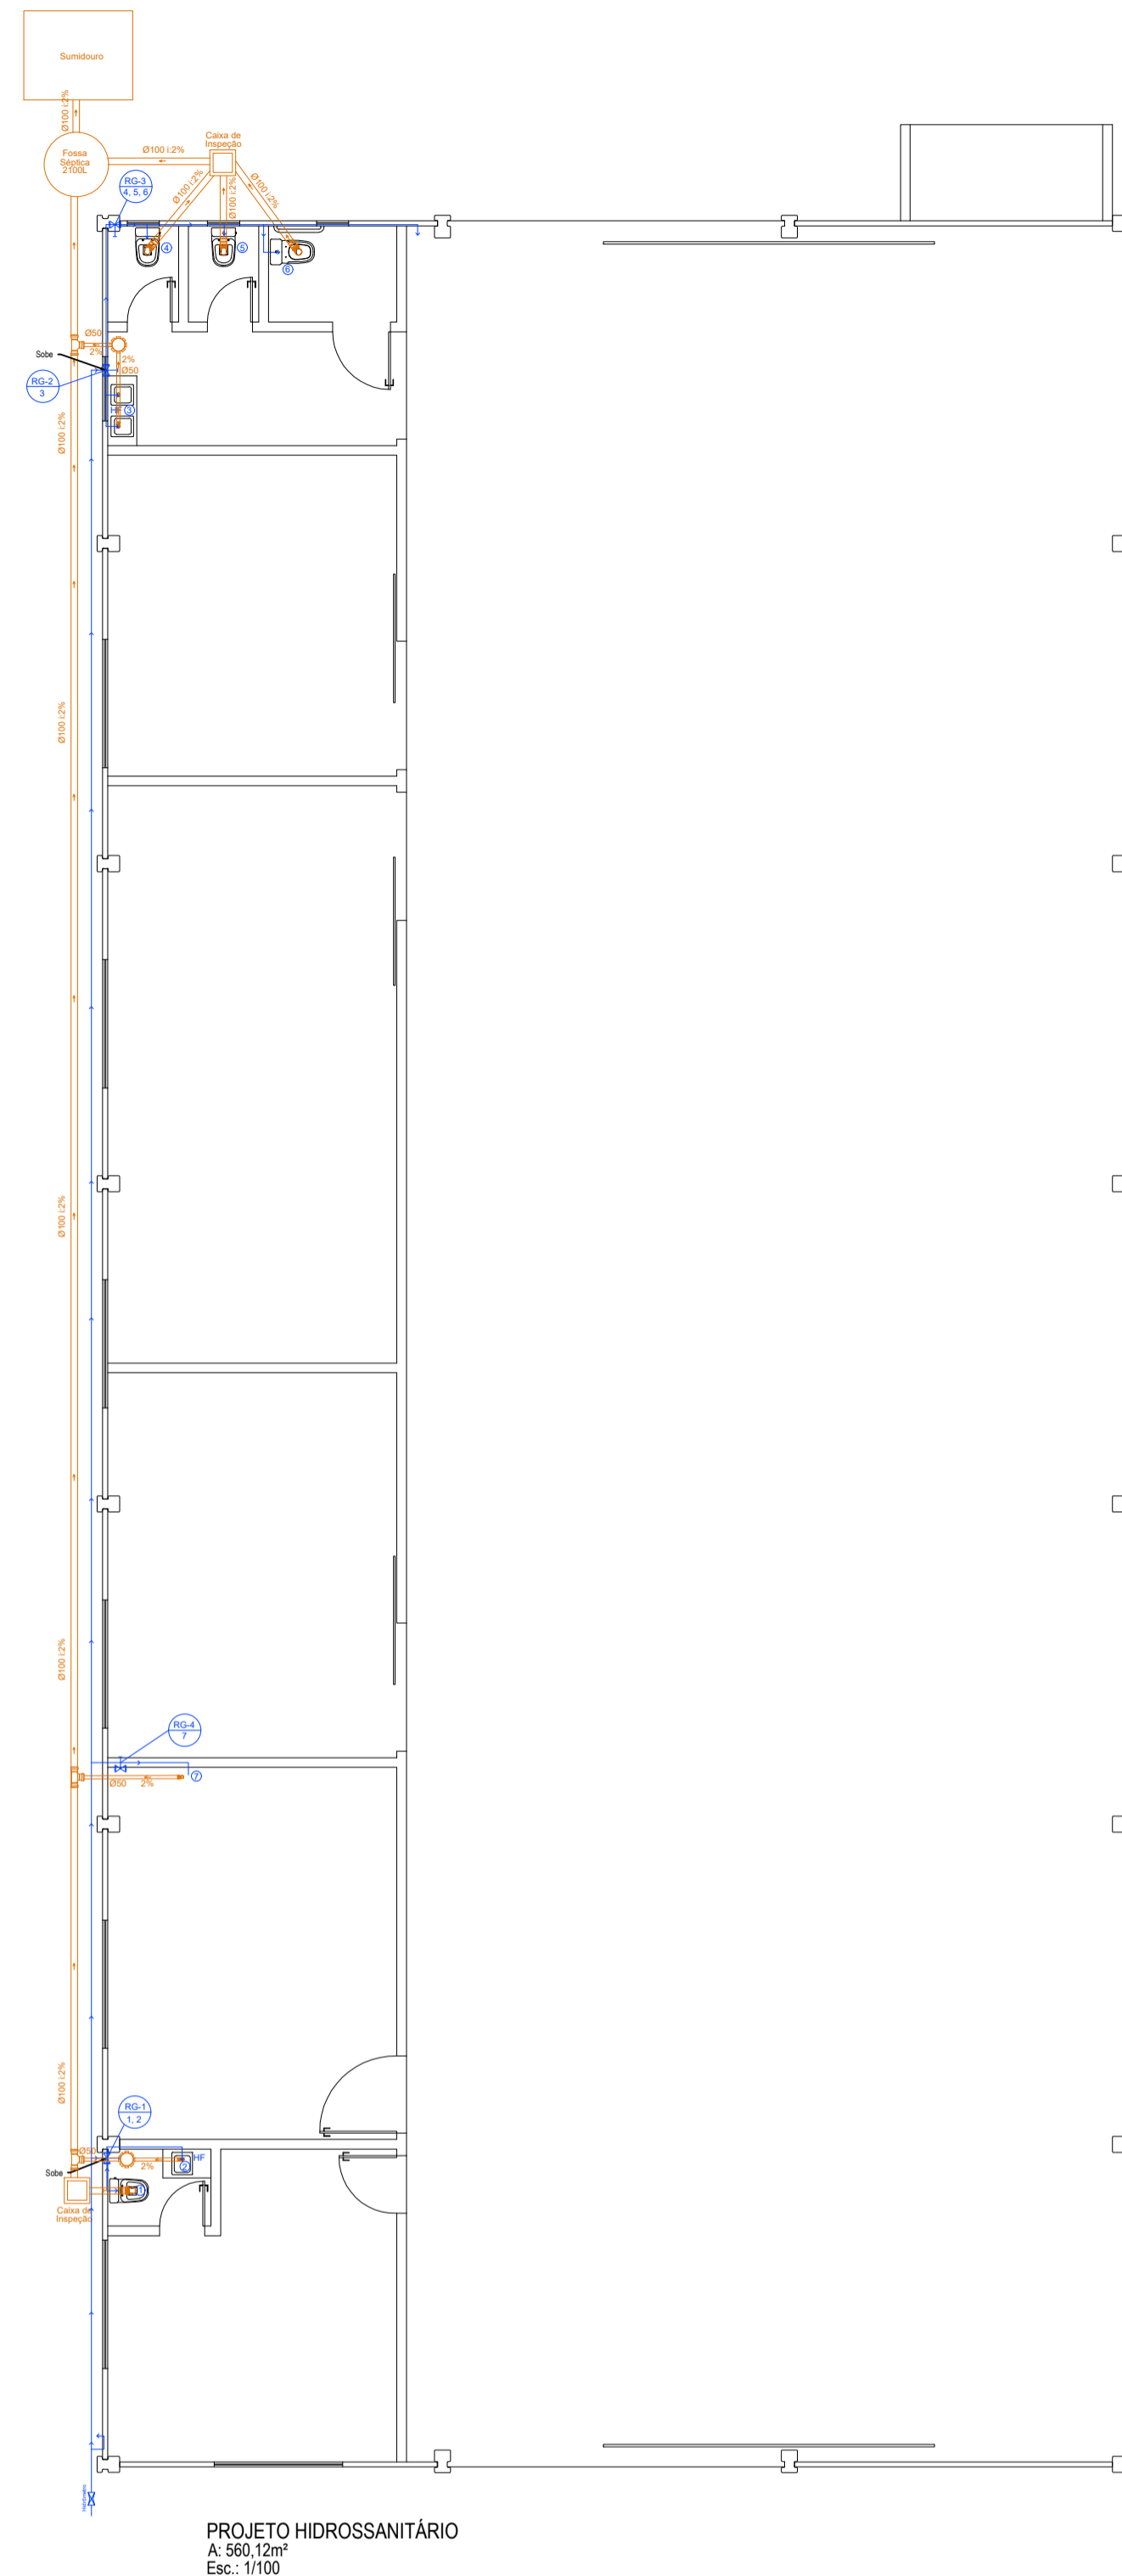 Sumidouro
Ø100 i:2%
Fossa
Séptica
2100L
Ø100 i:2%
Caixa de
Inspeção
RG-3
4, 5, 6
Ø100 i:2%
Ø100 i:2%
Ø100 i:2%
4
5
6
Ø50
2%
Sobe
2%
Ø50
RG-2
3
HF
3
Ø100 i:2%
Ø100 i:2%
Ø100 i:2%
Ø100 i:2%
RG-4
7
Ø50
2%
7
Ø100 i:2%
RG-1
1, 2
Ø50
HF
2%
2
Sobe
1
Caixa de
Inspeção
Hidrômetro
PROJETO HIDROSSANITÁRIO
A: 560,12m²
Esc.: 1/100